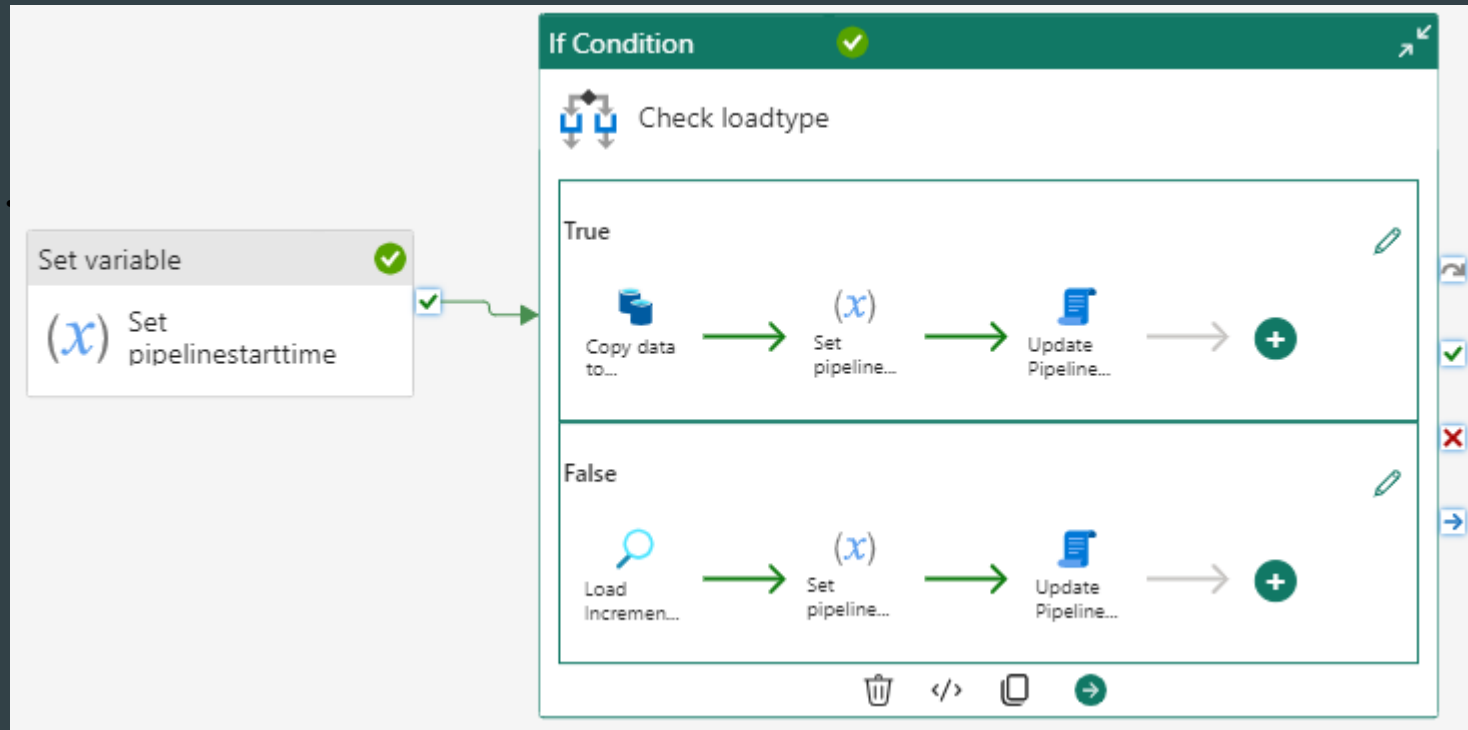 If Condition
Check loadtype
Set variable
(x)
Set
pipelinestarttime
True
Copy data
to...
(x)
Set
pipeline...
Update
Pipeline...
False
Load
Incremen...
(x)
Set
pipeline...
Update
Pipeline...
</>